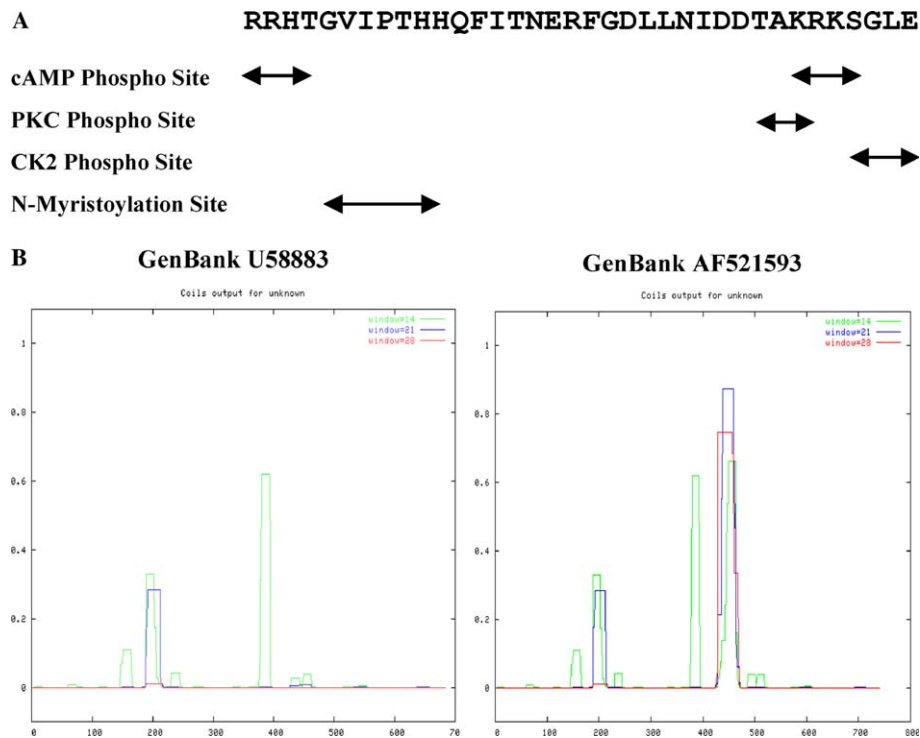 A RRHTGVIPTHHQFITNERFGDLLNIDDTAKRKSGLE
cAMP Phospho Site
PKC Phospho Site
CK2 Phospho Site
N-Myristoylation Site
B GenBank U58883 GenBank AF521593
Coils output for unknown
window=14
window=21
window=28
1
0.8
0.6
0.4
0.2
0
0 100 200 300 400 500 600 70
Coils output for unknown
window=14
window=21
window=28
1
0.8
0.6
0.4
0.2
0
0 100 200 300 400 500 600 700 800